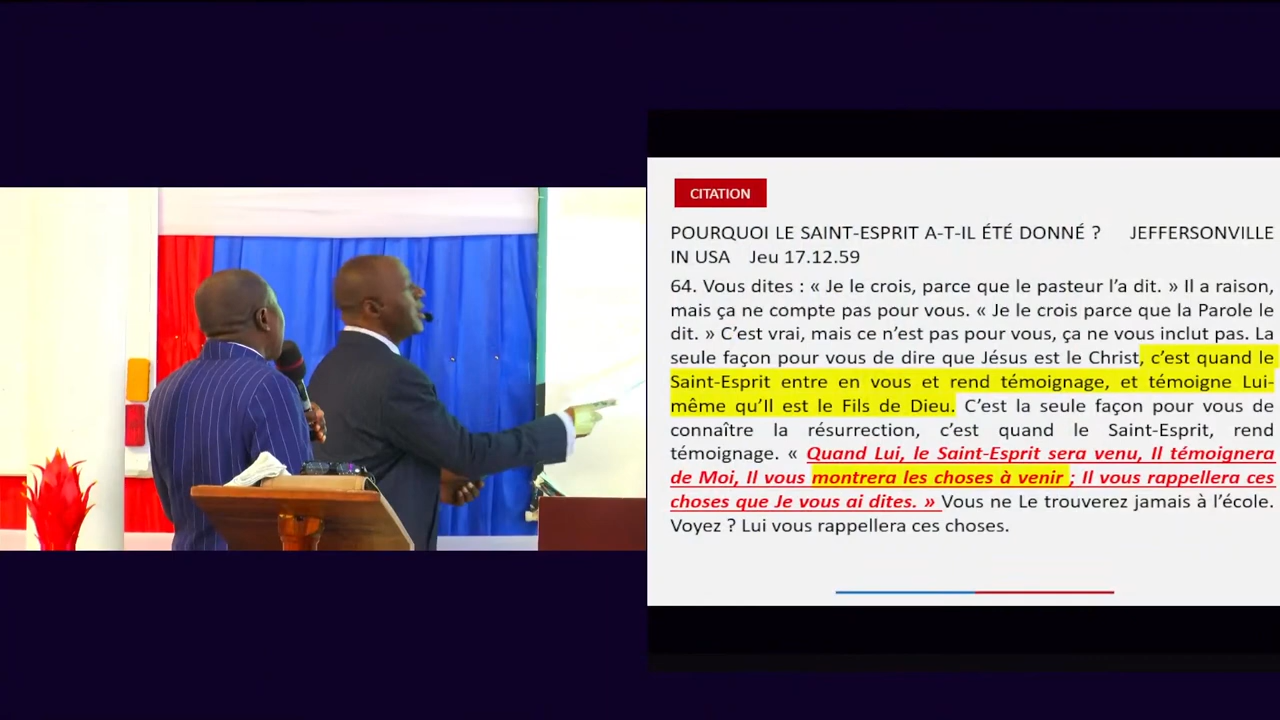 CITATION
POURQUOI LE SAINT-ESPRIT A-T-IL ÉTÉ DONNÉ ? JEFFERSONVILLE
IN USA Jeu 17.12.59
64. Vous dites : « Je le crois, parce que le pasteur l’a dit. » Il a raison,
mais ça ne compte pas pour vous. « Je le crois parce que la Parole le
dit. » C’est vrai, mais ce n’est pas pour vous, ça ne vous inclut pas. La
seule façon pour vous de dire que Jésus est le Christ, c’est quand le
Saint-Esprit entre en vous et rend témoignage, et témoigne Lui-
même qu’Il est le Fils de Dieu. C’est la seule façon pour vous de
connaître la résurrection, c’est quand le Saint-Esprit, rend
témoignage. « Quand Lui, le Saint-Esprit sera venu, Il témoignera
de Moi, Il vous montrera les choses à venir ; Il vous rappellera ces
choses que Je vous ai dites. » Vous ne Le trouverez jamais à l’école.
Voyez ? Lui vous rappellera ces choses.